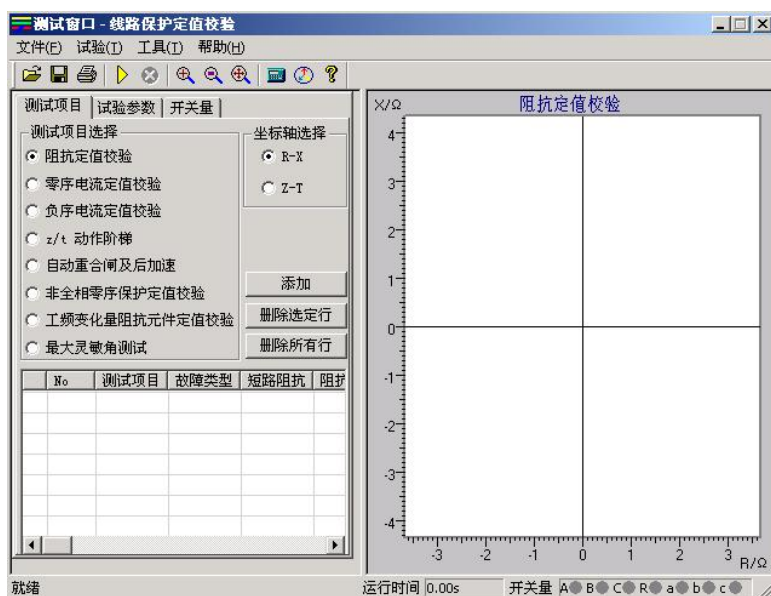 测试窗口 - 线路保护定值校验
文件(F) 试验(T) 工具(T) 帮助(H)
测试项目 试验参数 开关量
测试项目选择
阻抗定值校验
零序电流定值校验
负序电流定值校验
z/t 动作阶梯
自动重合闸及后加速
非全相零序保护定值校验
工频变化量阻抗元件定值校验
最大灵敏角测试
坐标轴选择
R-X
Z-T
添加
删除选定行
删除所有行
No 测试项目 故障类型 短路阻抗 阻抗
阻抗定值校验
X/Ω
4
3
2
1
0
-1
-2
-3
-4
-3 -2 -1 0 1 2 3
R/Ω
就绪
运行时间 0.00s 开关量 A B C R a b c